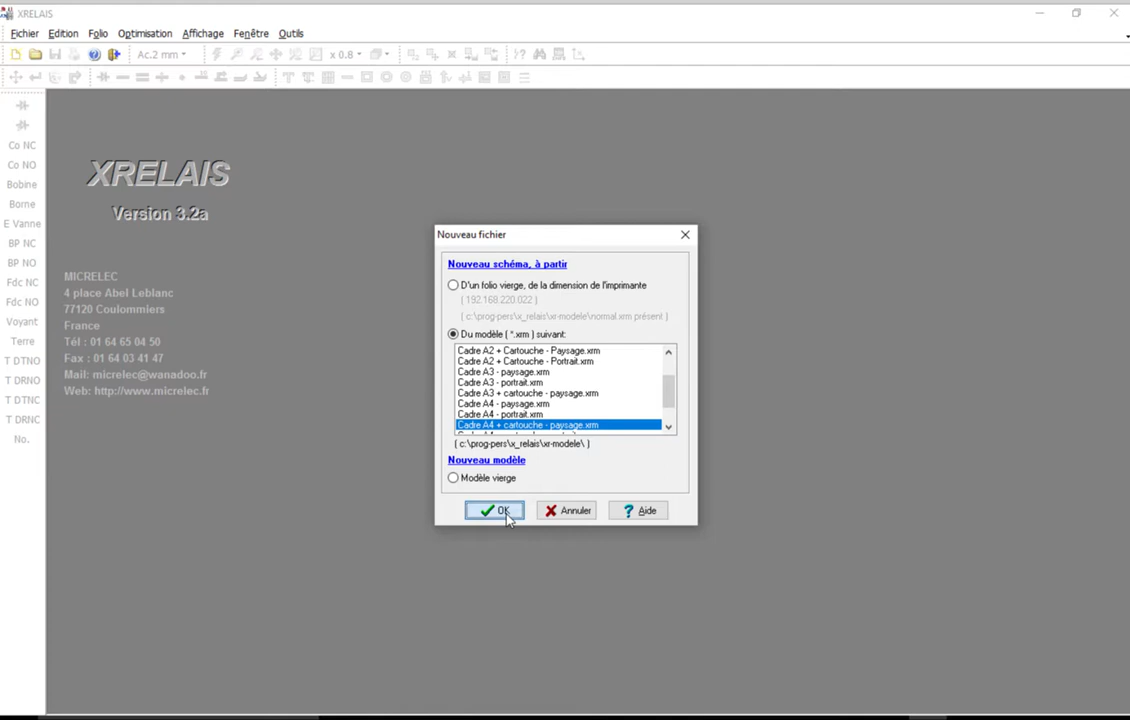 XRELAIS
Fichier Edition Folio Optimisation Affichage Fenêtre Outils
Ac.2 mm x 0.8
Co NC
Co NO
Bobine
Borne
E Vanne
BP NC
BP NO
Fdc NC
Fdc NO
Voyant
Terre
T DTNO
T DRNO
T DTNC
T DRNC
No.
XRELAIS
Version 3.2a
MICRELEC
4 place Abel Leblanc
77120 Coulommiers
France
Tél : 01 64 65 04 50
Fax : 01 64 03 41 47
Mail: micrelec@wanadoo.fr
Web: http://www.micrelec.fr
Nouveau fichier
Nouveau schéma, à partir
D'un folio vierge, de la dimension de l'imprimante
( 192.168.220.022 )
( c:\prog-pers\x_relais\xr-modele\normal.xrm présent )
Du modèle ( *.xrm ) suivant:
Cadre A2 + Cartouche - Paysage.xrm
Cadre A2 + Cartouche - Portrait.xrm
Cadre A3 - paysage.xrm
Cadre A3 - portrait.xrm
Cadre A3 + cartouche - paysage.xrm
Cadre A4 - paysage.xrm
Cadre A4 - portrait.xrm
Cadre A4 + cartouche - paysage.xrm
( c:\prog-pers\x_relais\xr-modele\ )
Nouveau modèle
Modèle vierge
OK Annuler Aide